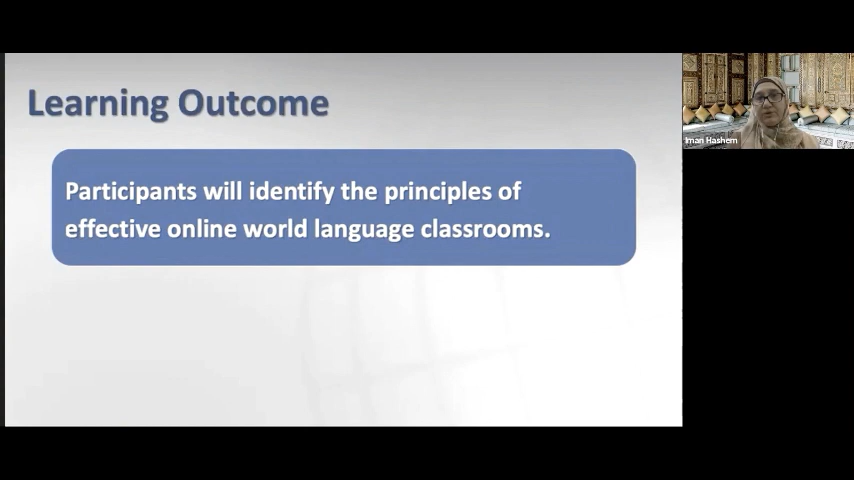 Learning Outcome
Participants will identify the principles of
effective online world language classrooms.
Iman Hashem